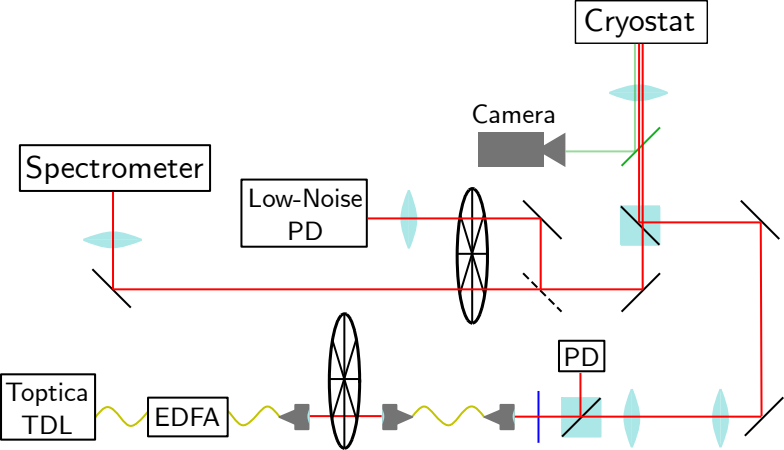 Cryostat
Camera
Spectrometer
Low-Noise
PD
PD
Toptica
TDL
EDFA